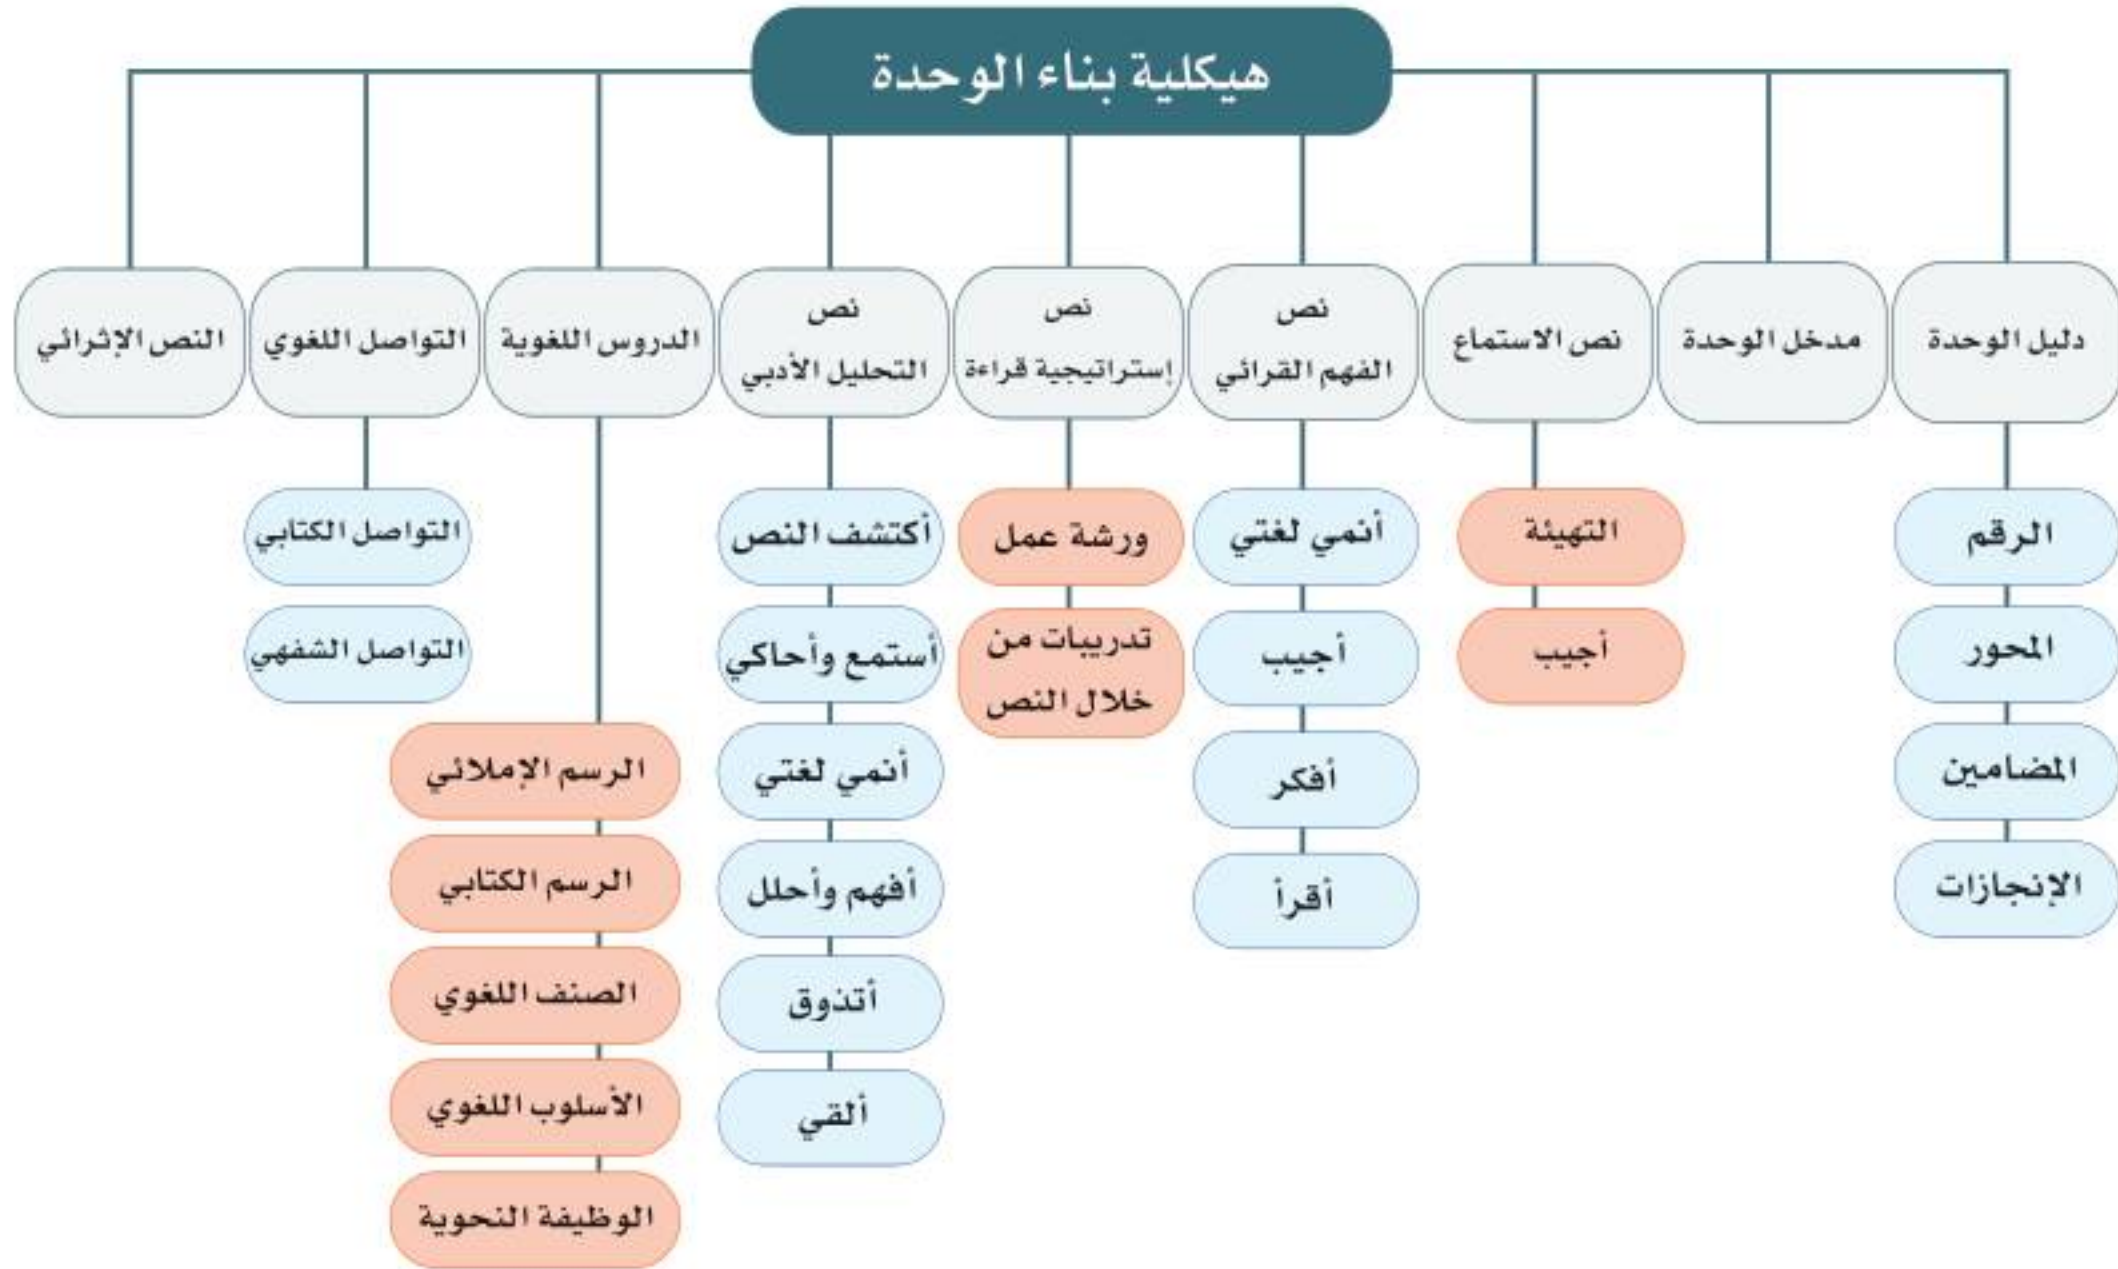 هيكلية بناء الوحدة
دليل الوحدة
مدخل الوحدة
نص الاستماع
نص
الفهم القرائي
نص
إستراتيجية قراءة
نص
التحليل الأدبي
الدروس اللغوية
التواصل اللغوي
النص الإثرائي
الرقم
المحور
المضامين
الإنجازات
التهيئة
أجيب
أنمي لغتي
أجيب
أفكر
أقرأ
ورشة عمل
تدريبات من
خلال النص
أكتشف النص
أستمع وأحاكي
أنمي لغتي
أفهم وأحلل
أتذوق
ألقي
الرسم الإملائي
الرسم الكتابي
الصنف اللغوي
الأسلوب اللغوي
الوظيفة النحوية
التواصل الكتابي
التواصل الشفهي